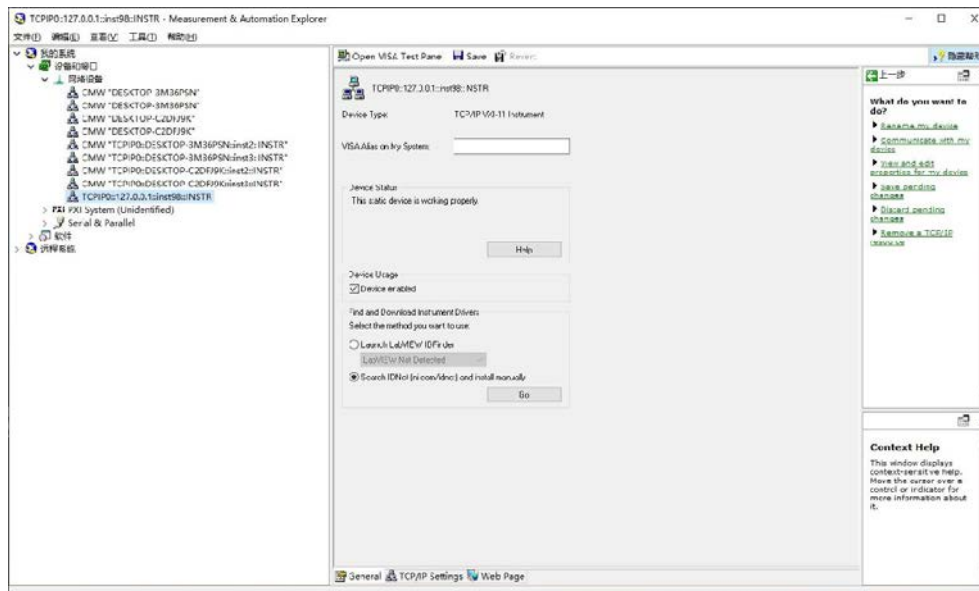 TCPIP0::127.0.0.1::inst98::INSTR - Measurement & Automation Explorer
文件(F) 编辑(E) 查看(V) 工具(T) 帮助(H)
我的系统
设备和接口
网络设备
CMW "DESKTOP-3M36PSN"
CMW "DESKTOP-3M36PSN"
CMW "DESKTOP-C2DFJ9K"
CMW "DESKTOP-C2DFJ9K"
CMW "TCPIP0::DESKTOP-3M36PSN::inst2::INSTR"
CMW "TCPIP0::DESKTOP-3M36PSN::inst3::INSTR"
CMW "TCPIP0::DESKTOP-C2DFJ9K::inst2::INSTR"
CMW "TCPIP0::DESKTOP-C2DFJ9K::inst3::INSTR"
TCPIP0::127.0.0.1::inst98::INSTR
PXI PXI System (Unidentified)
Serial & Parallel
软件
远程系统
Open VISA Test Pane Save Revert
TCPIP0::127.0.0.1::inst98::INSTR
Device Type: TCP/IP VXI-11 Instrument
VISA Alias on My System:
Device Status
This static device is working properly.
Help
Device Usage
Device enabled
Find and Download Instrument Drivers
Select the method you want to use:
Launch LabVIEW IDFinder
LabVIEW Not Detected
Search IDNet (ni.com/idnet) and install manually
Go
General TCP/IP Settings Web Page
隐藏帮助
上一步
What do you want to
do?
Rename my device
Communicate with my
device
View and edit
properties for my device
Save pending
changes
Discard pending
changes
Remove a TCP/IP
resource
Context Help
This window displays
context-sensitive help.
Move the cursor over a
control or indicator for
more information about
it.